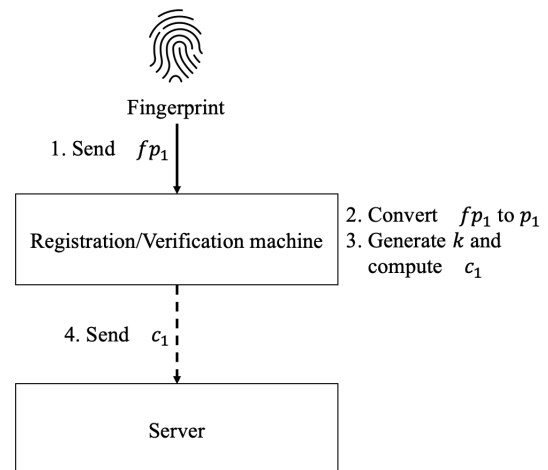 Fingerprint
1. Send fp₁
Registration/Verification machine
2. Convert fp₁ to p₁
3. Generate k and
compute c₁
4. Send c₁
Server